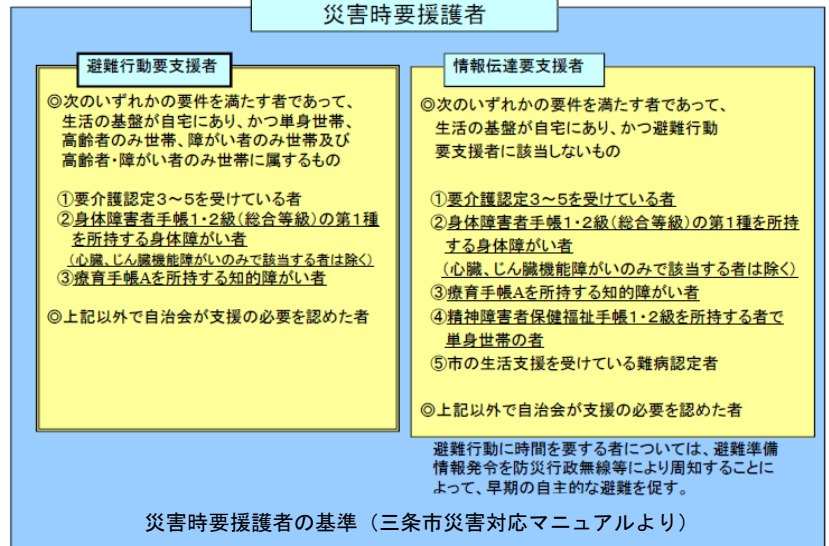 災害時要援護者
避難行動要支援者
◎次のいずれかの要件を満たす者であって、
生活の基盤が自宅にあり、かつ単身世帯、
高齢者のみ世帯、障がい者のみ世帯及び
高齢者・障がい者のみ世帯に属するもの
①要介護認定3～5を受けている者
②身体障害者手帳1・2級(総合等級)の第1種
を所持する身体障がい者
(心臓、じん臓機能障がいのみで該当する者は除く)
③療育手帳Aを所持する知的障がい者
◎上記以外で自治会が支援の必要を認めた者
情報伝達要支援者
◎次のいずれかの要件を満たす者であって、
生活の基盤が自宅にあり、かつ避難行動
要支援者に該当しないもの
①要介護認定3～5を受けている者
②身体障害者手帳1・2級(総合等級)の第1種を所持
する身体障がい者
(心臓、じん臓機能障がいのみで該当する者は除く)
③療育手帳Aを所持する知的障がい者
④精神障害者保健福祉手帳1・2級を所持する者で
単身世帯の者
⑤市の生活支援を受けている難病認定者
◎上記以外で自治会が支援の必要を認めた者
避難行動に時間を要する者については、避難準備
情報発令を防災行政無線等により周知することに
よって、早期の自主的な避難を促す。
災害時要援護者の基準（三条市災害対応マニュアルより）